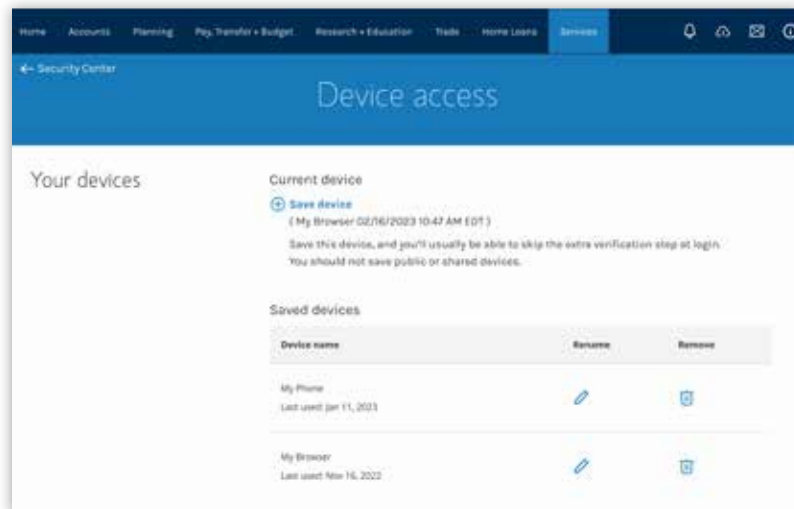 Home Accounts Planning Pay, Transfer + Budget Research + Education Trade Home Loans Services
← Security Center
Device access
Your devices
Current device
Save device
( My Browser 02/16/2023 10:47 AM EDT )
Save this device, and you'll usually be able to skip the extra verification step at login.
You should not save public or shared devices.
Saved devices
Device name Rename Remove
My Phone
Last used: Jan 11, 2023
My Browser
Last used: Nov 16, 2022